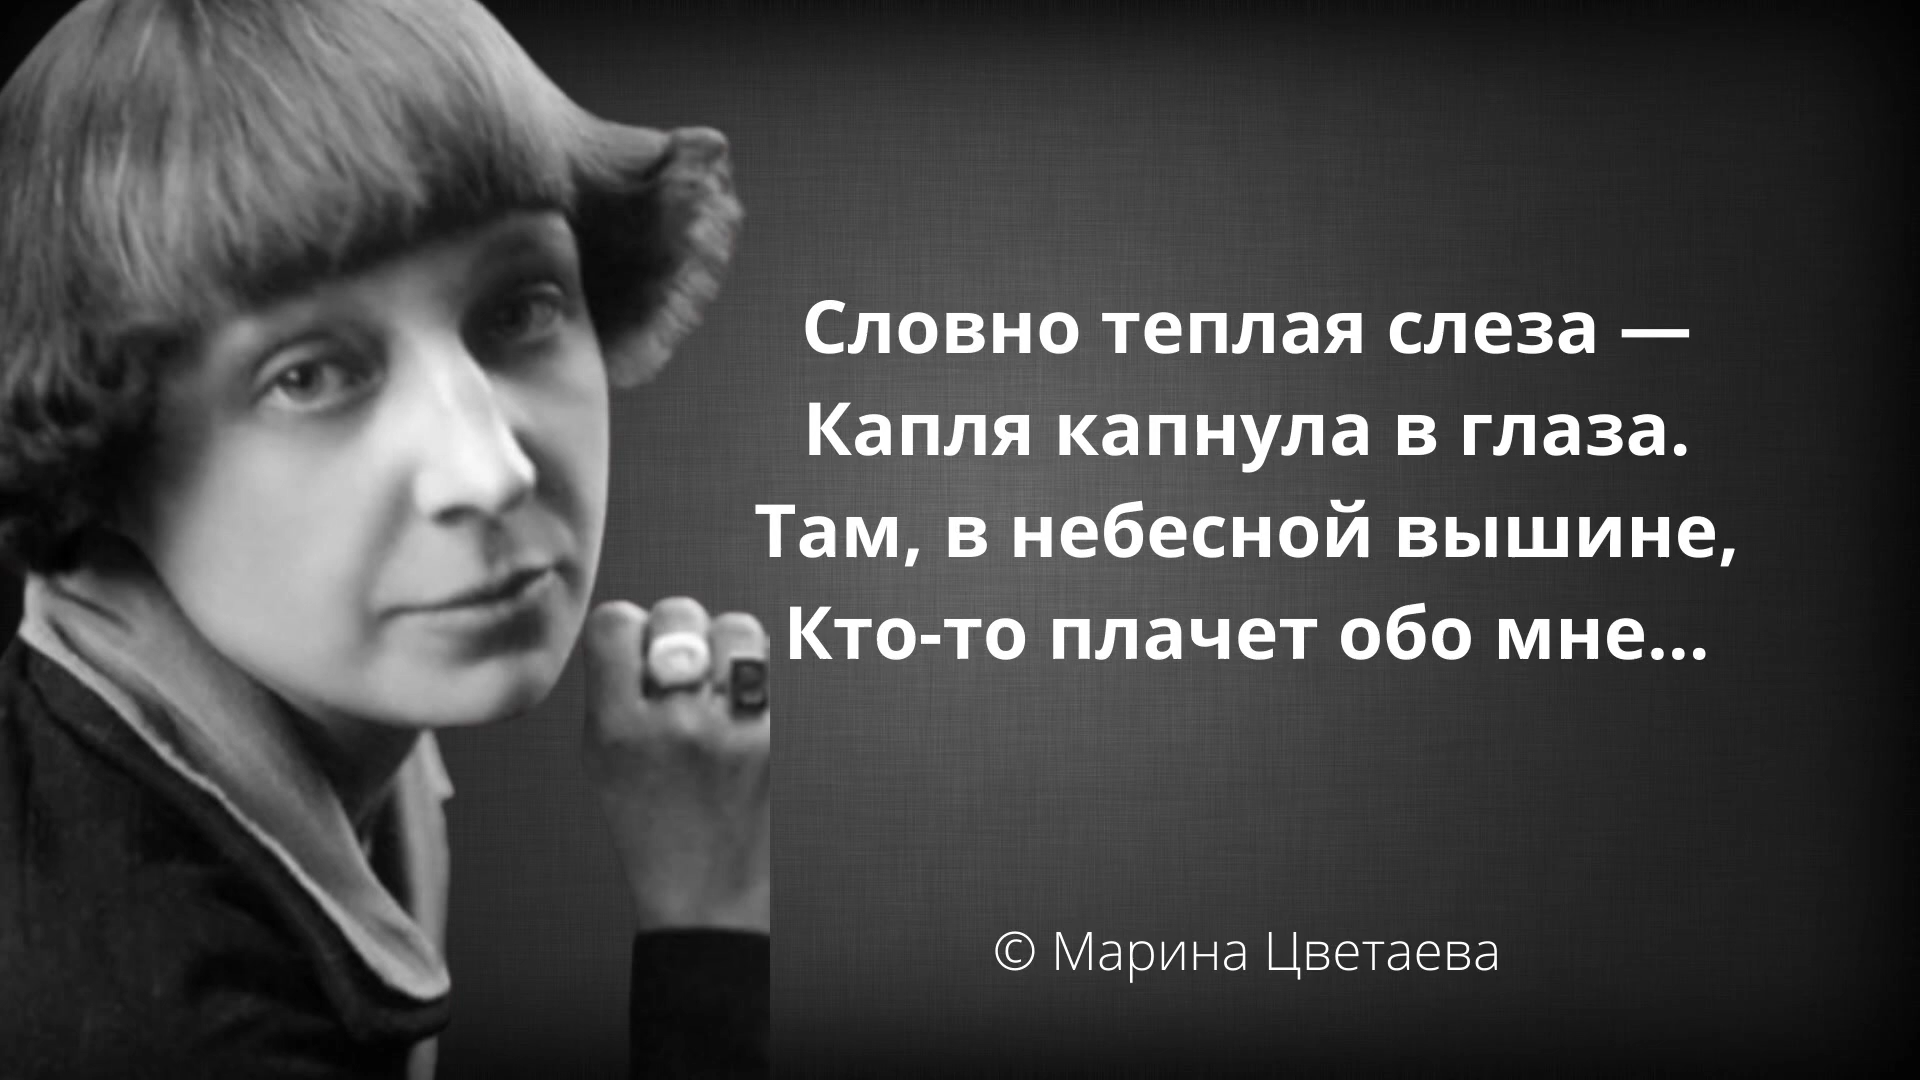 Словно теплая слеза —
Капля капнула в глаза.
Там, в небесной вышине,
Кто-то плачет обо мне...
© Марина Цветаева